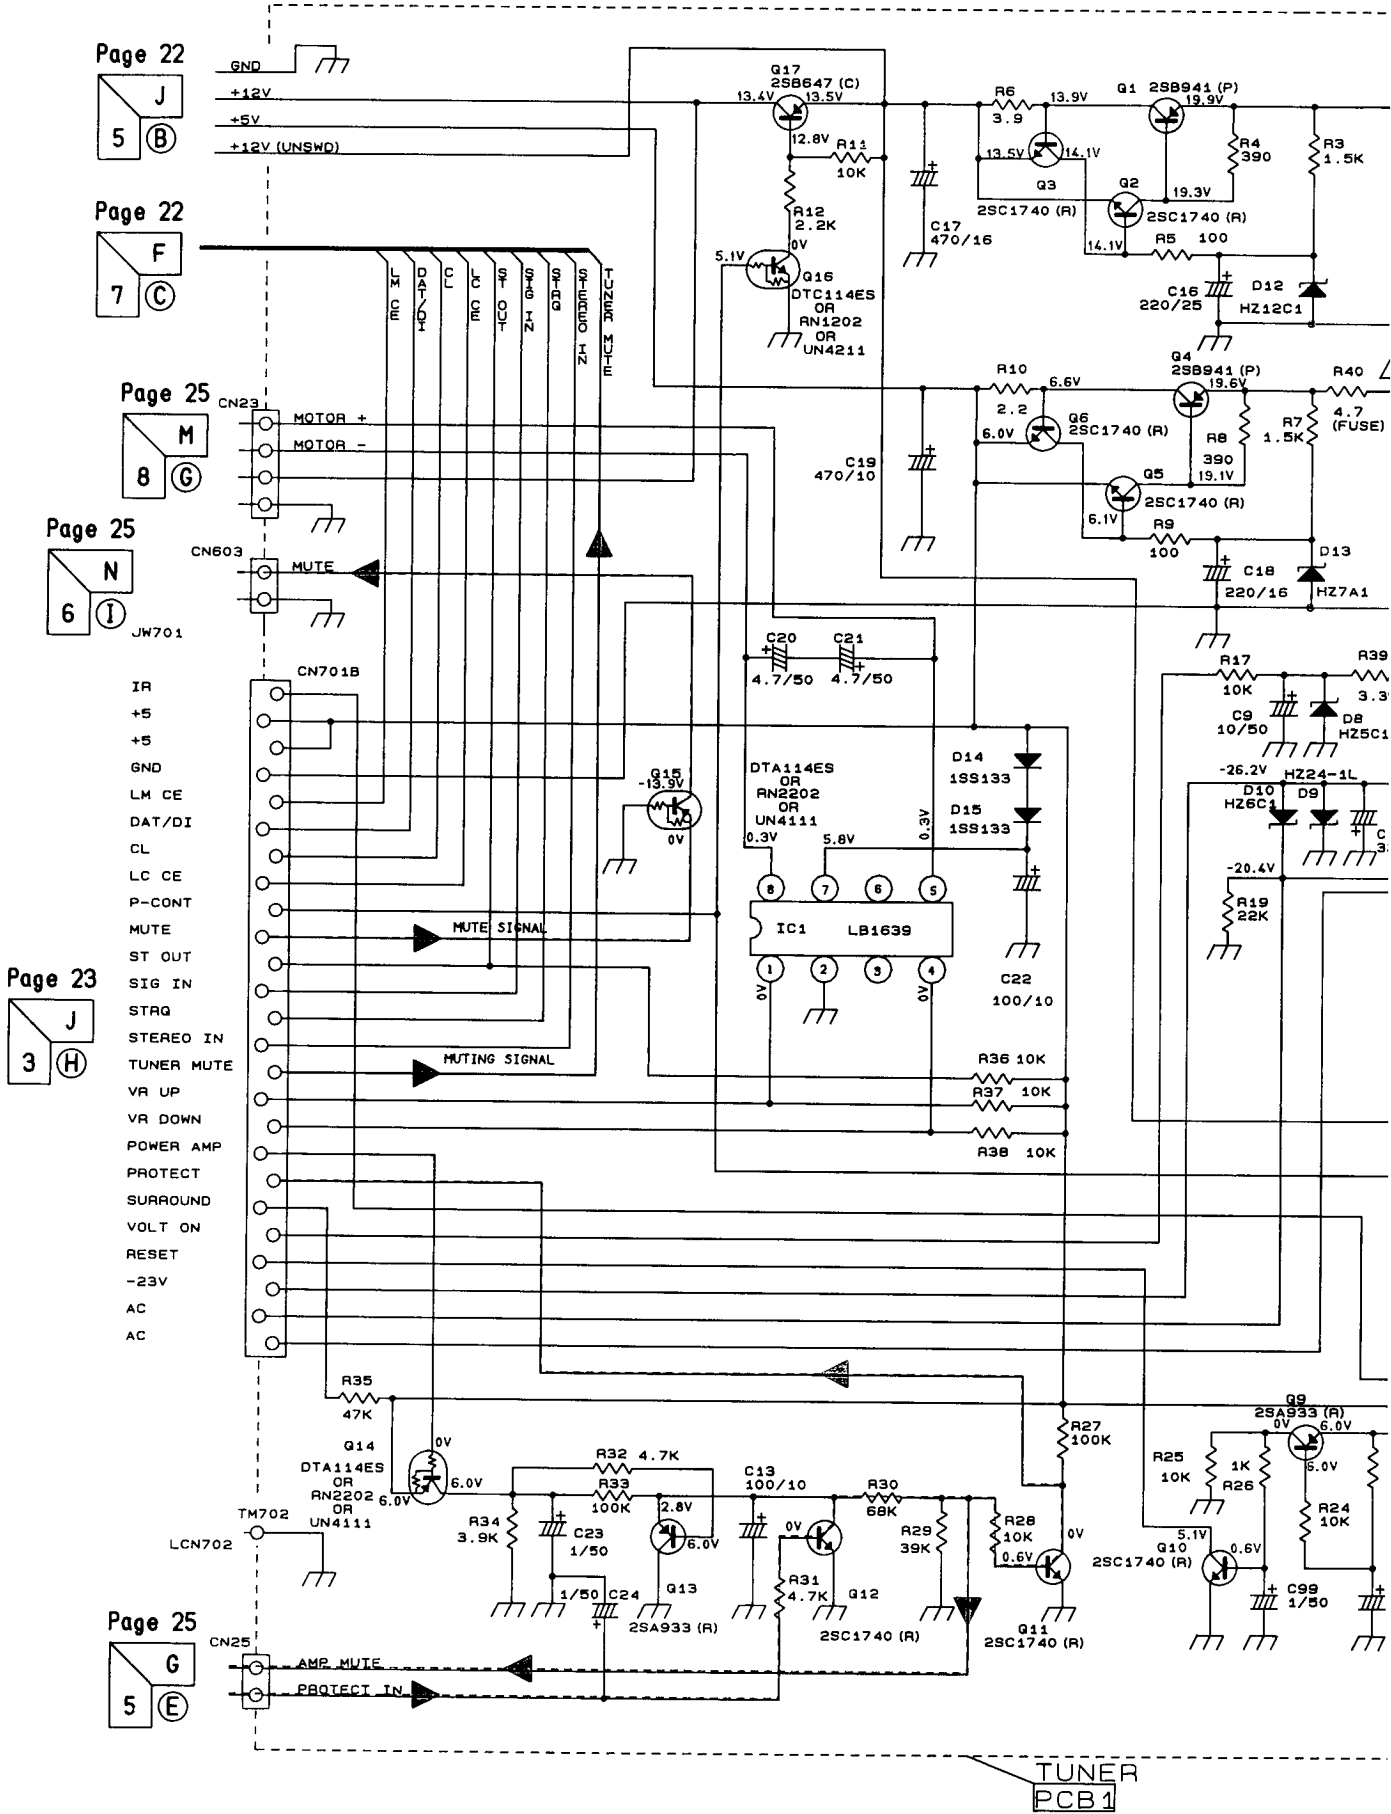 Page 22
J
5 B
GND
+12V
+5V
+12V (UNSWD)
Page 22
F
7 C
LM CE
DAT/DI
CL
LC CE
ST OUT
SIG IN
STRQ
STEREO IN
TUNER MUTE
Q17
2SB647 (C)
13.4V
13.5V
12.8V
R11
10K
R12
2.2K
0V
5.1V
Q16
DTC114ES
OR
RN1202
OR
UN4211
C17
470/16
R6
3.9
13.9V
Q1 2SB941 (P)
19.9V
R4
390
R3
1.5K
13.5V
14.1V
Q3
2SC1740 (R)
Q2
19.3V
2SC1740 (R)
14.1V
R5 100
C16
220/25
D12
HZ12C1
Page 25
M
8 G
CN23
MOTOR +
MOTOR -
Q4
2SB941 (P)
R10
2.2
6.6V
19.6V
R40
4.7
(FUSE)
Q6
2SC1740 (R)
6.0V
R8
390
R7
1.5K
C19
470/10
19.1V
Q5
2SC1740 (R)
6.1V
R9
100
C18
220/16
D13
HZ7A1
Page 25
N
6 I
CN603
MUTE
JW701
CN701B
C20
4.7/50
C21
4.7/50
R17
10K
R39
C9
10/50
D8
HZ5C1
IR
+5
+5
GND
LM CE
DAT/DI
CL
LC CE
P-CONT
MUTE
ST OUT
SIG IN
STRQ
STEREO IN
TUNER MUTE
VR UP
VR DOWN
POWER AMP
PROTECT
SURROUND
VOLT ON
RESET
-23V
AC
AC
Q15
-13.9V
0V
DTA114ES
OR
RN2202
OR
UN4111
D14
1SS133
D15
1SS133
0.3V
5.8V
0.3V
8 7 6 5
IC1 LB1639
1 2 3 4
0V
0V
C22
100/10
-26.2V
HZ24-1L
D10
HZ6C1
D9
-20.4V
R19
22K
MUTE SIGNAL
MUTING SIGNAL
Page 23
J
3 H
R36 10K
R37 10K
R38 10K
R35
47K
Q14
DTA114ES
OR
RN2202
OR
UN4111
0V
6.0V
6.0V
R32 4.7K
R33
100K
R34
3.9K
C23
1/50
2.8V
6.0V
1/50 C24
Q13
2SA933 (R)
C13
100/10
0V
R30
68K
R31
4.7K
Q12
2SC1740 (R)
R29
39K
R28
10K
0.6V
R27
100K
0V
Q11
2SC1740 (R)
Q9
2SA933 (R)
0V
6.0V
5.0V
R25
10K
1K
R26
R24
10K
5.1V
Q10
2SC1740 (R)
0.6V
C99
1/50
TM702
LCN702
Page 25
G
5 E
CN25
AMP MUTE
PROTECT IN
TUNER
PCB1